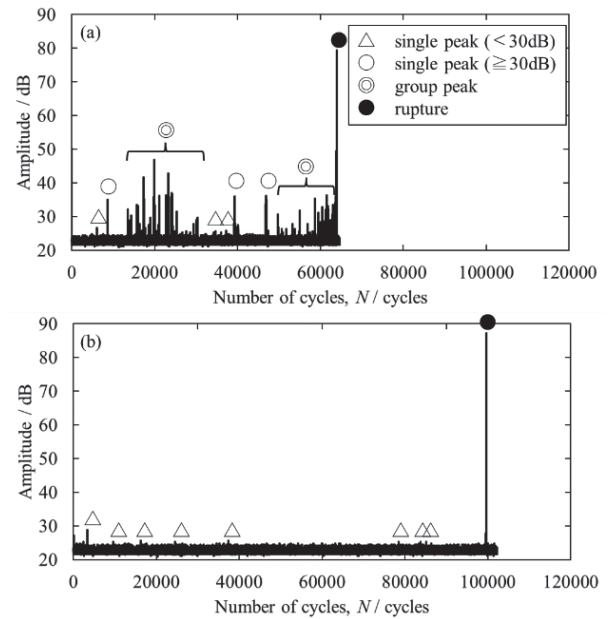 90
(a)
80
70
60
50
40
30
20
Amplitude / dB
single peak (<30dB)
single peak (≧30dB)
group peak
rupture
0 20000 40000 60000 80000 100000 120000
Number of cycles, N / cycles
90
(b)
80
70
60
50
40
30
20
Amplitude / dB
0 20000 40000 60000 80000 100000 120000
Number of cycles, N / cycles